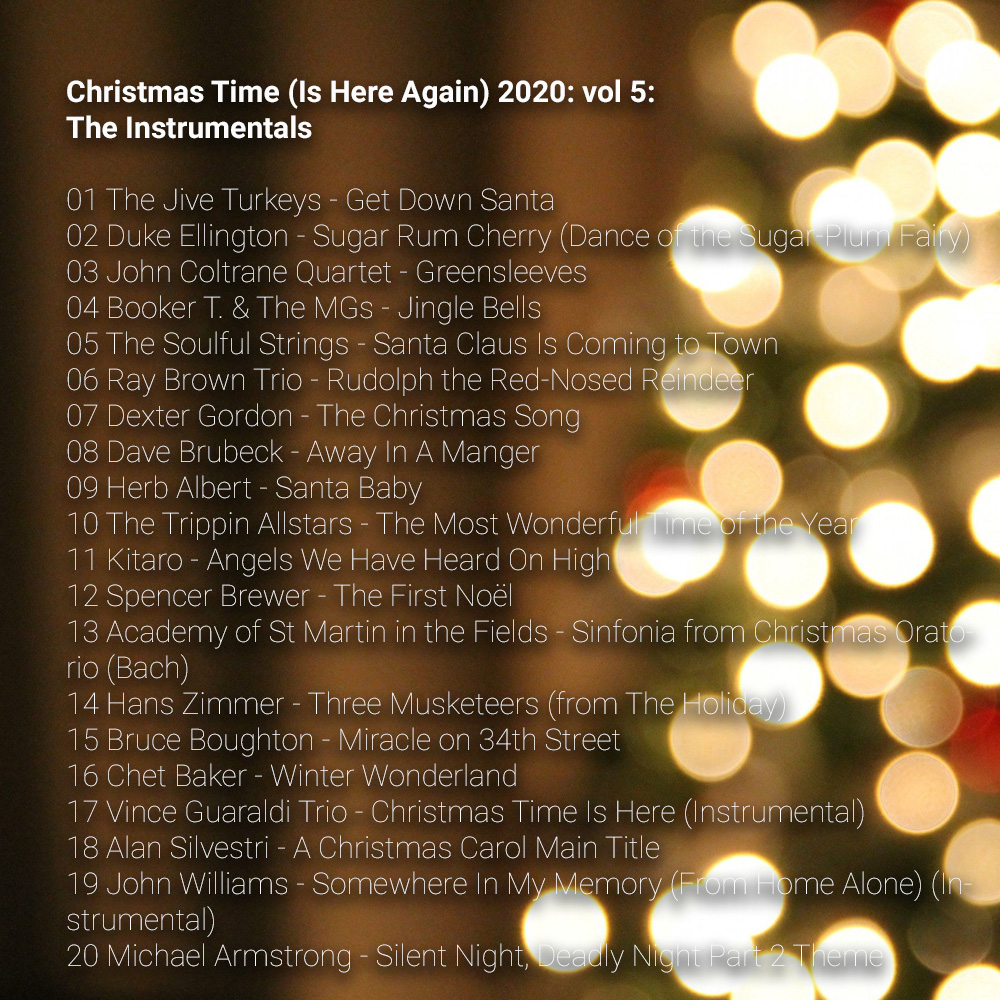 Christmas Time (Is Here Again) 2020: vol 5:
The Instrumentals
01 The Jive Turkeys - Get Down Santa
02 Duke Ellington - Sugar Rum Cherry (Dance of the Sugar-Plum Fairy)
03 John Coltrane Quartet - Greensleeves
04 Booker T. & The MGs - Jingle Bells
05 The Soulful Strings - Santa Claus Is Coming to Town
06 Ray Brown Trio - Rudolph the Red-Nosed Reindeer
07 Dexter Gordon - The Christmas Song
08 Dave Brubeck - Away In A Manger
09 Herb Albert - Santa Baby
10 The Trippin Allstars - The Most Wonderful Time of the Year
11 Kitaro - Angels We Have Heard On High
12 Spencer Brewer - The First Noël
13 Academy of St Martin in the Fields - Sinfonia from Christmas Orato-
rio (Bach)
14 Hans Zimmer - Three Musketeers (from The Holiday)
15 Bruce Boughton - Miracle on 34th Street
16 Chet Baker - Winter Wonderland
17 Vince Guaraldi Trio - Christmas Time Is Here (Instrumental)
18 Alan Silvestri - A Christmas Carol Main Title
19 John Williams - Somewhere In My Memory (From Home Alone) (In-
strumental)
20 Michael Armstrong - Silent Night, Deadly Night Part 2 Theme